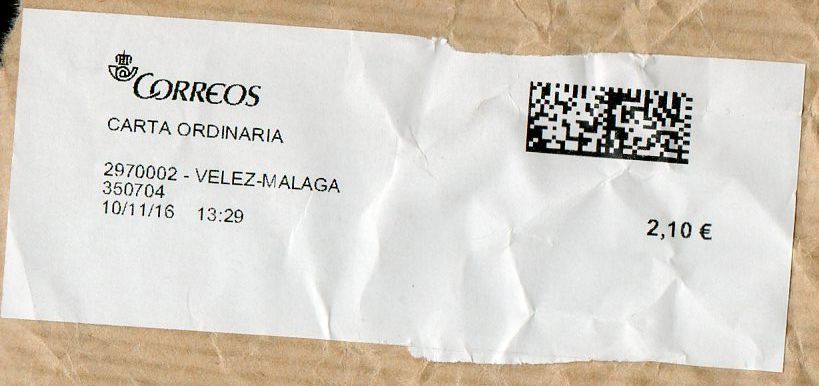 CORREOS
CARTA ORDINARIA
2970002 - VELEZ-MALAGA
350704
10/11/16 13:29
2,10 €